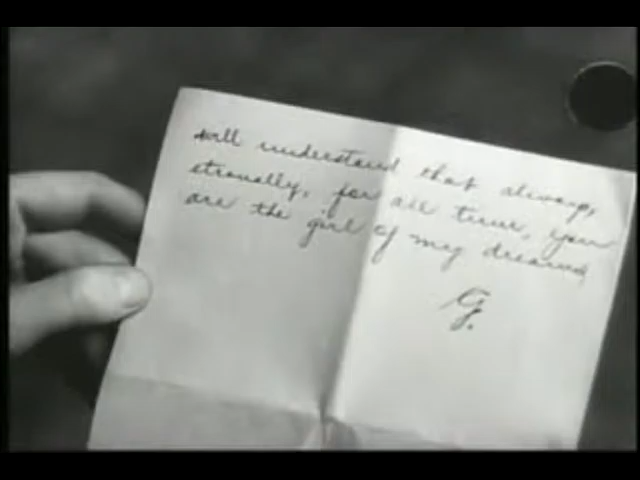 will understand that always,
eternally, for all time, you
are the girl of my dreams,
G.